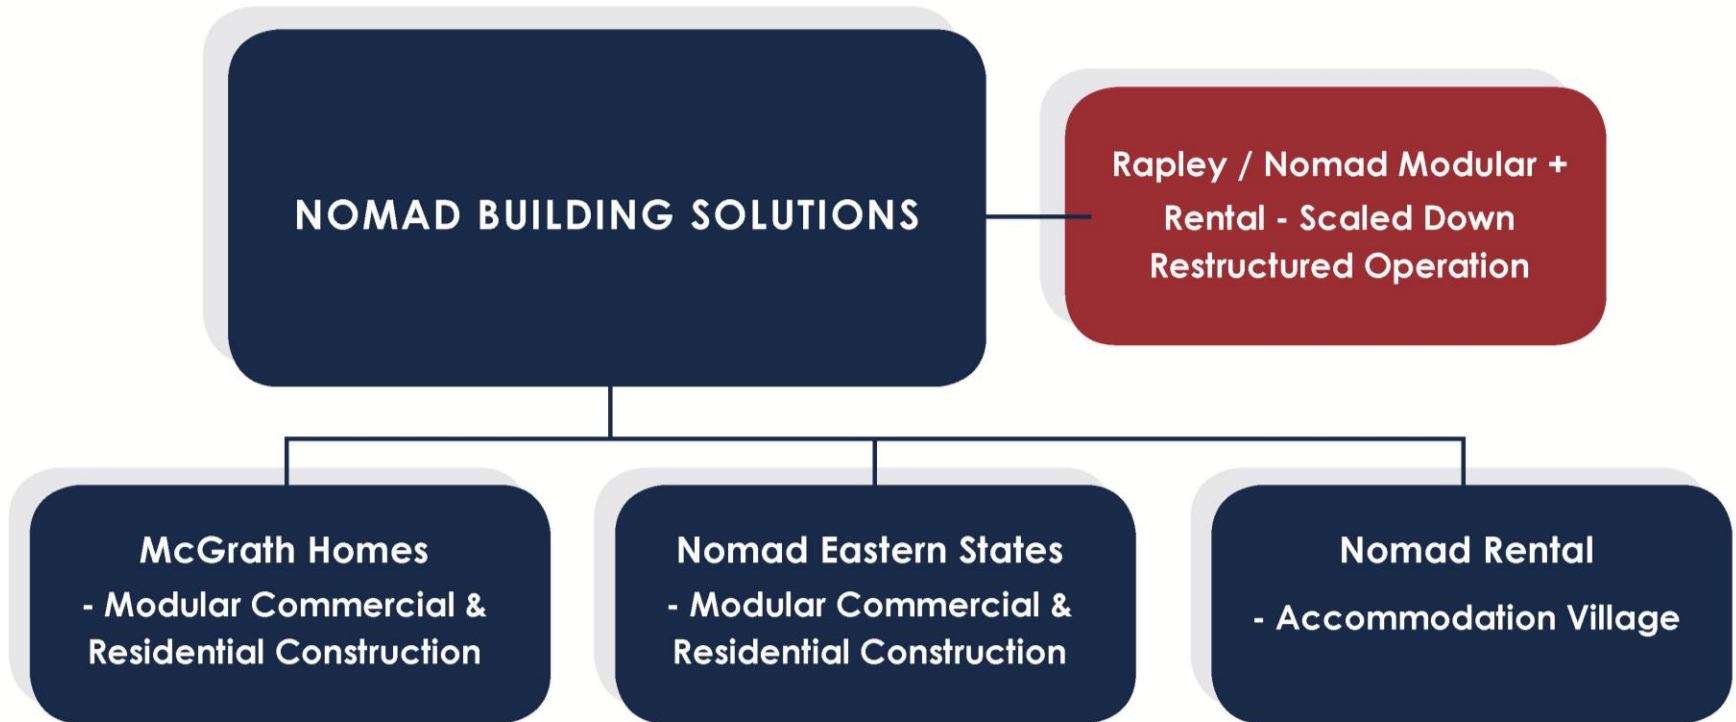 NOMAD BUILDING SOLUTIONS
Rapley / Nomad Modular +
Rental - Scaled Down
Restructured Operation
McGrath Homes
- Modular Commercial &
Residential Construction
Nomad Eastern States
- Modular Commercial &
Residential Construction
Nomad Rental
- Accommodation Village